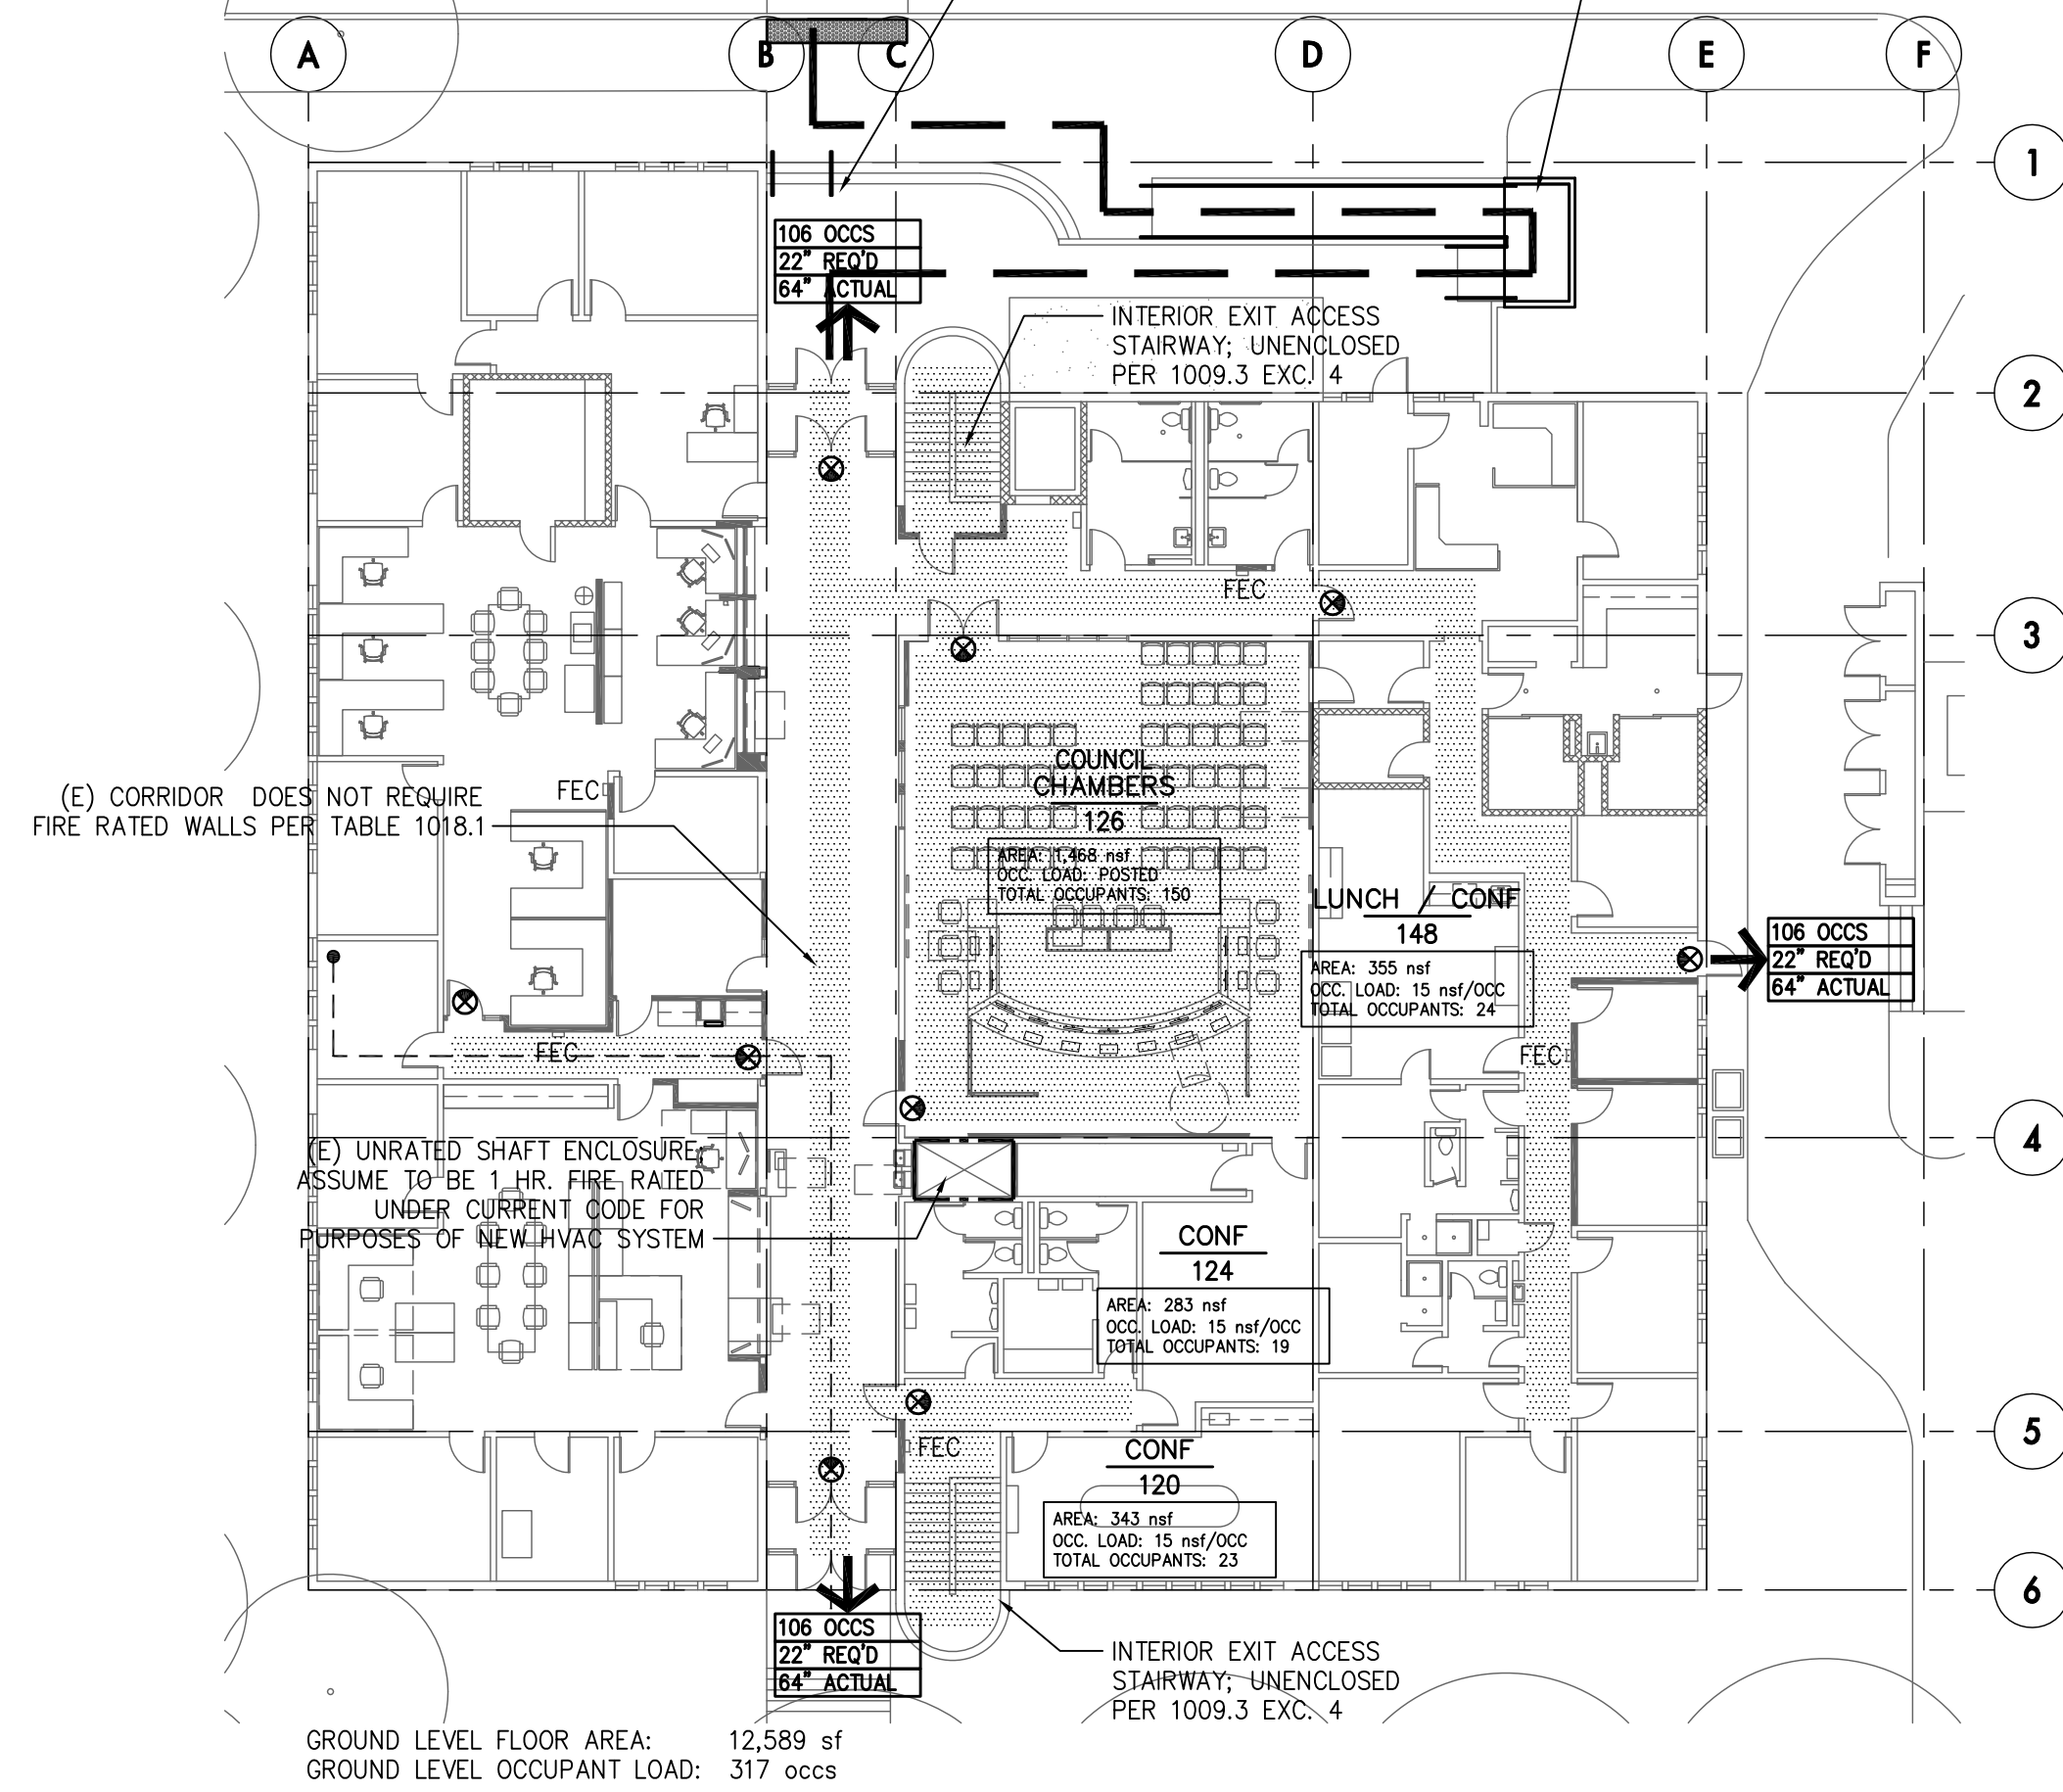 A
B
C
D
E
F
1
106 OCCS
22" REQ'D
64" ACTUAL
INTERIOR EXIT ACCESS
STAIRWAY; UNENCLOSED
PER 1009.3 EXC. 4
2
FEC
3
COUNCIL
CHAMBERS
126
AREA: 1,468 nsf
OCC. LOAD: POSTED
TOTAL OCCUPANTS: 150
(E) CORRIDOR DOES NOT REQUIRE
FIRE RATED WALLS PER TABLE 1018.1
FEC
LUNCH / CONF
148
AREA: 355 nsf
OCC. LOAD: 15 nsf/OCC
TOTAL OCCUPANTS: 24
106 OCCS
22" REQ'D
64" ACTUAL
FEC
FEC
4
(E) UNRATED SHAFT ENCLOSURE;
ASSUME TO BE 1 HR. FIRE RATED
UNDER CURRENT CODE FOR
PURPOSES OF NEW HVAC SYSTEM
CONF
124
AREA: 283 nsf
OCC. LOAD: 15 nsf/OCC
TOTAL OCCUPANTS: 19
5
FEC
CONF
120
AREA: 343 nsf
OCC. LOAD: 15 nsf/OCC
TOTAL OCCUPANTS: 23
6
106 OCCS
22" REQ'D
64" ACTUAL
INTERIOR EXIT ACCESS
STAIRWAY; UNENCLOSED
PER 1009.3 EXC. 4
GROUND LEVEL FLOOR AREA: 12,589 sf
GROUND LEVEL OCCUPANT LOAD: 317 occs